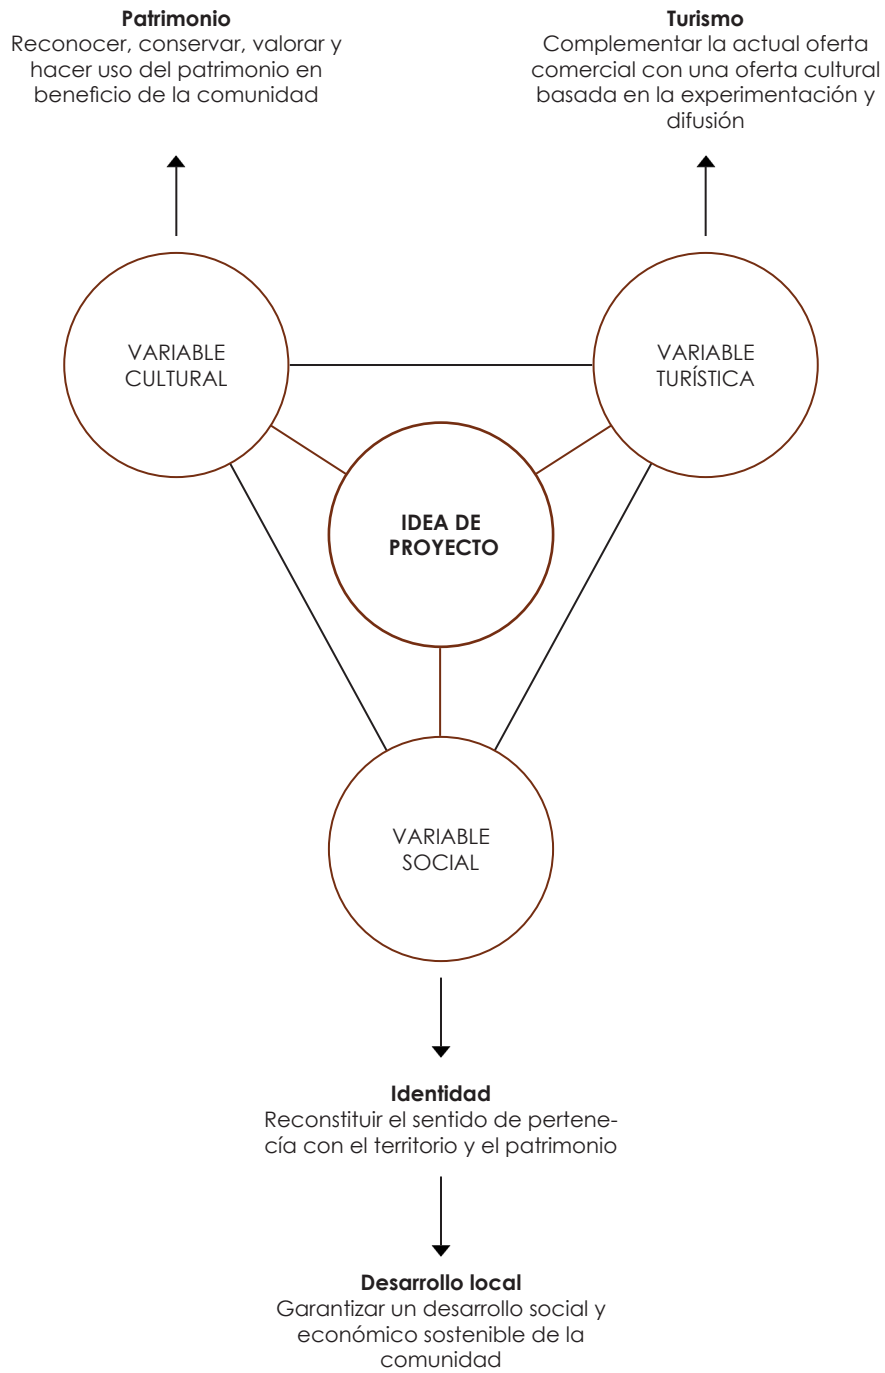 Patrimonio
Reconocer, conservar, valorar y
hacer uso del patrimonio en
beneficio de la comunidad
Turismo
Complementar la actual oferta
comercial con una oferta cultural
basada en la experimentación y
difusión
VARIABLE
CULTURAL
VARIABLE
TURÍSTICA
IDEA DE
PROYECTO
VARIABLE
SOCIAL
Identidad
Reconstituir el sentido de pertene-
cía con el territorio y el patrimonio
Desarrollo local
Garantizar un desarrollo social y
económico sostenible de la
comunidad